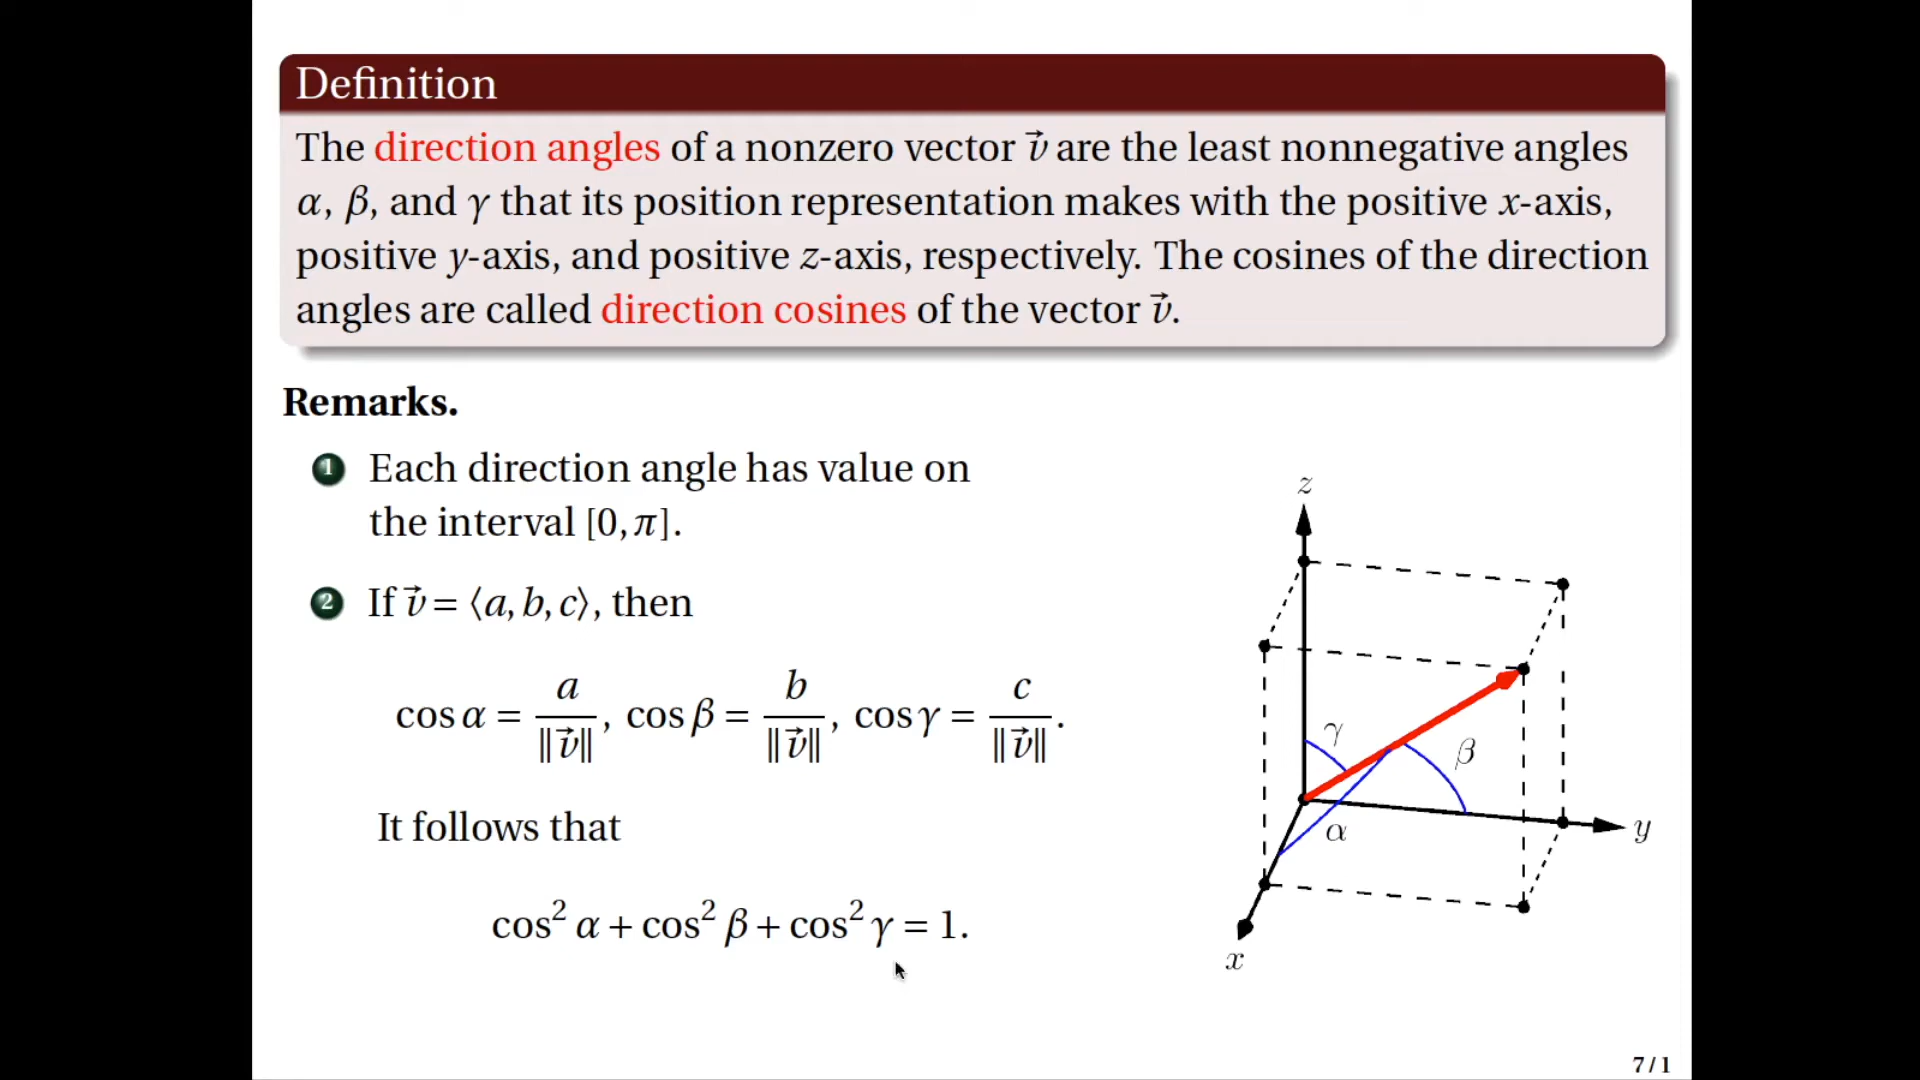 Definition
The direction angles of a nonzero vector v⃗ are the least nonnegative angles
α, β, and γ that its position representation makes with the positive x-axis,
positive y-axis, and positive z-axis, respectively. The cosines of the direction
angles are called direction cosines of the vector v⃗.
Remarks.
1 Each direction angle has value on
the interval [0, π].
2 If v⃗ = ⟨a, b, c⟩, then
cos α = a/‖v⃗‖, cos β = b/‖v⃗‖, cos γ = c/‖v⃗‖.
It follows that
cos² α + cos² β + cos² γ = 1.
z
γ
β
α
y
x
7 / 1